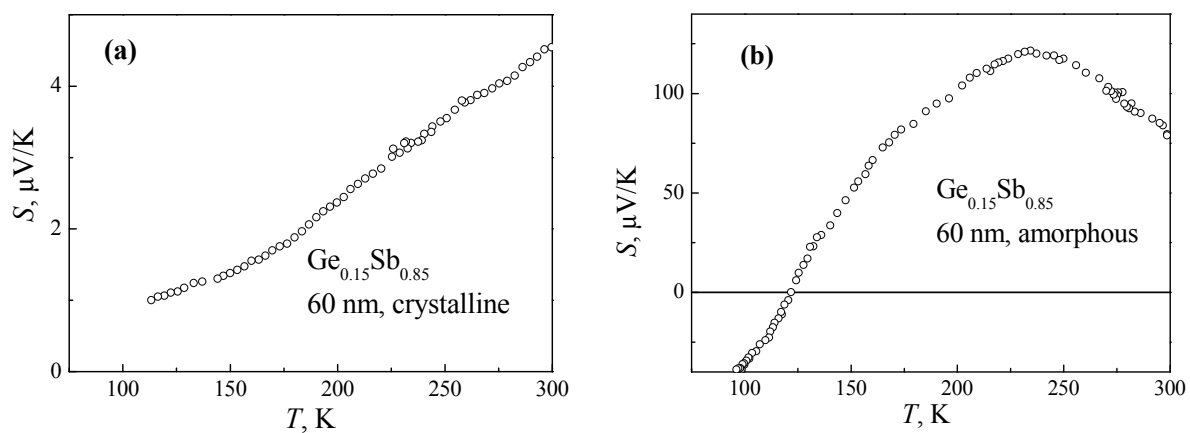 (a)
4
2
0
S, μV/K
100
150
200
250
300
T, K
Ge0.15Sb0.85
60 nm, crystalline
(b)
100
50
0
S, μV/K
100
150
200
250
300
T, K
Ge0.15Sb0.85
60 nm, amorphous